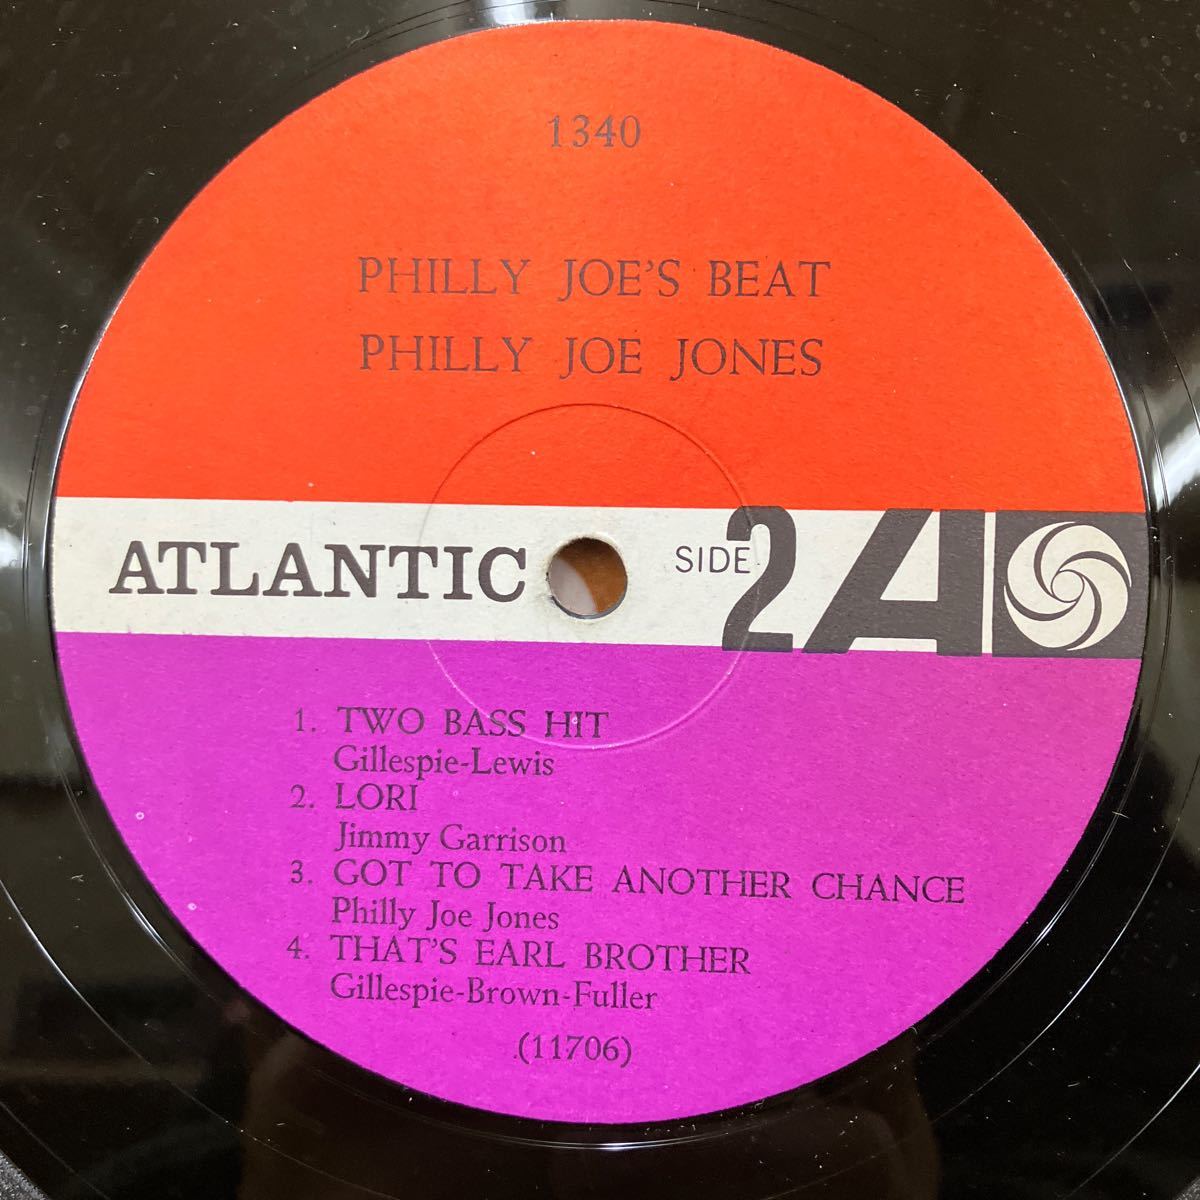 1340
PHILLY JOE'S BEAT
PHILLY JOE JONES
ATLANTIC SIDE 2 A
1. TWO BASS HIT
Gillespie-Lewis
2. LORI
Jimmy Garrison
3. GOT TO TAKE ANOTHER CHANCE
Philly Joe Jones
4. THAT'S EARL BROTHER
Gillespie-Brown-Fuller
(11706)